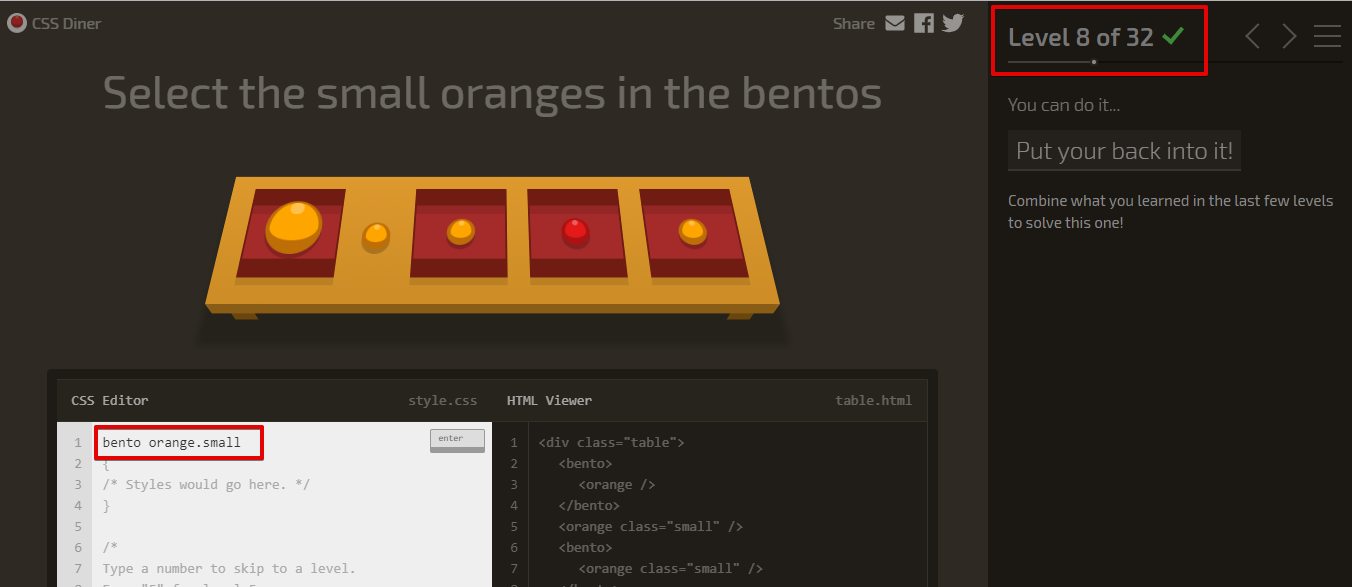 CSS Diner
Share
Level 8 of 32
Select the small oranges in the bentos
You can do it...
Put your back into it!
Combine what you learned in the last few levels
to solve this one!
CSS Editor
style.css
1 bento orange.small
enter
2 {
3 /* Styles would go here. */
4 }
5
6 /*
7 Type a number to skip to a level.
HTML Viewer
table.html
1 <div class="table">
2 <bento>
3 <orange />
4 </bento>
5 <orange class="small" />
6 <bento>
7 <orange class="small" />